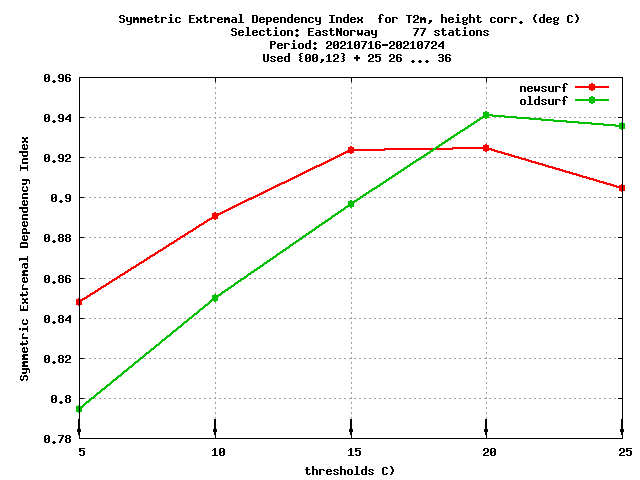 Symmetric Extremal Dependency Index  for T2m, height corr. (deg C)
Selection: EastNorway     77 stations
Period: 20210716-20210724
Used {00,12} + 25 26 ... 36
newsurf
oldsurf
Symmetric Extremal Dependency Index
0.96
0.94
0.92
0.9
0.88
0.86
0.84
0.82
0.8
0.78
5 10 15 20 25
thresholds C)